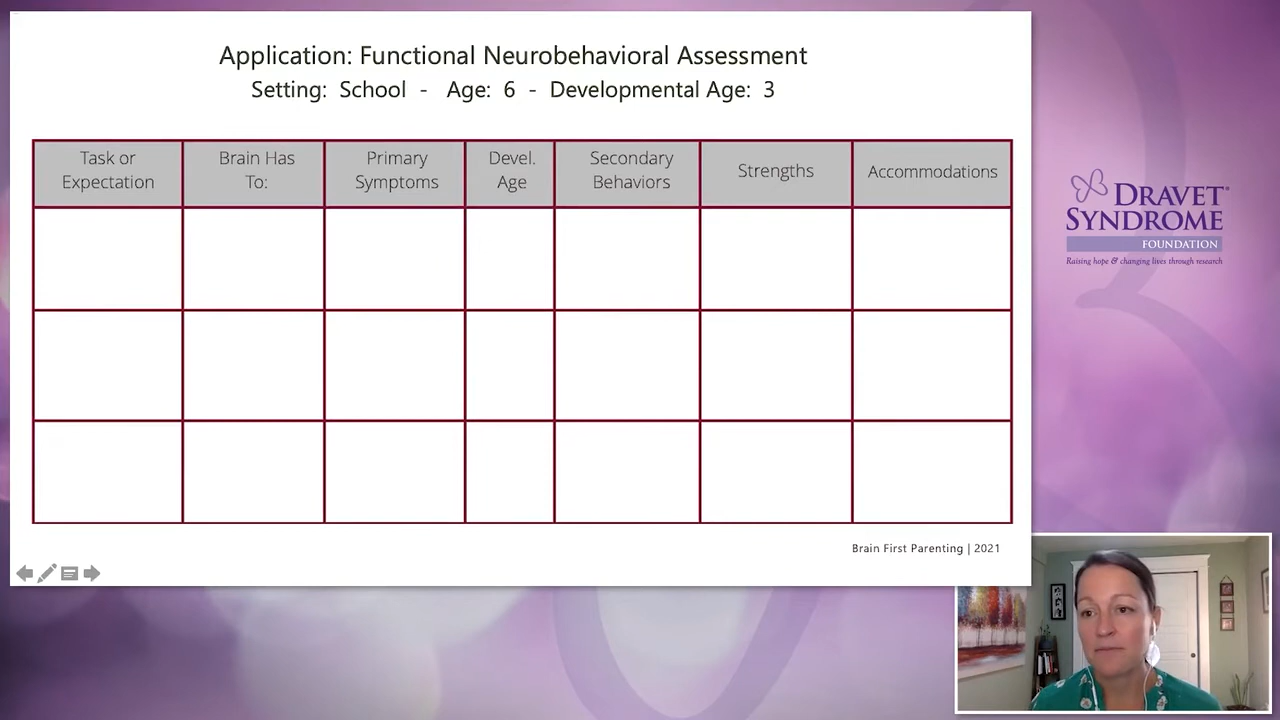 Application: Functional Neurobehavioral Assessment
Setting: School - Age: 6 - Developmental Age: 3
Task or
Expectation
Brain Has
To:
Primary
Symptoms
Devel.
Age
Secondary
Behaviors
Strengths
Accommodations
Brain First Parenting | 2021
DRAVET
SYNDROME
FOUNDATION
Raising hope & changing lives through research